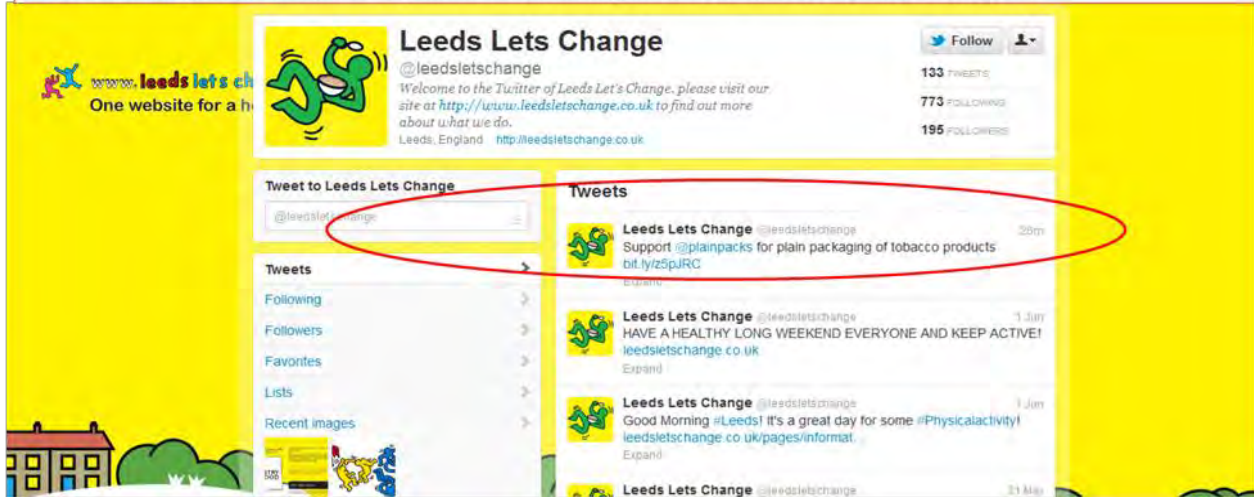 www.leeds lets ch
One website for a h
Leeds Lets Change
@leedsletschange
Welcome to the Twitter of Leeds Let's Change. please visit our
site at http://www.leedsletschange.co.uk to find out more
about what we do.
Leeds, England http://leedsletschange.co.uk
Follow
133 TWEETS
773 FOLLOWING
195 FOLLOWERS
Tweet to Leeds Lets Change
@leedsletschange
Tweets
Following
Followers
Favorites
Lists
Recent images
Tweets
Leeds Lets Change @leedsletschange 26m
Support @plainpacks for plain packaging of tobacco products
bit.ly/z5pJRC
Expand
Leeds Lets Change @leedsletschange 1 Jun
HAVE A HEALTHY LONG WEEKEND EVERYONE AND KEEP ACTIVE!
leedsletschange.co.uk
Expand
Leeds Lets Change @leedsletschange 1 Jun
Good Morning #Leeds! It's a great day for some #Physicalactivity!
leedsletschange.co.uk/pages/informat.
Expand
Leeds Lets Change @leedsletschange 31 May